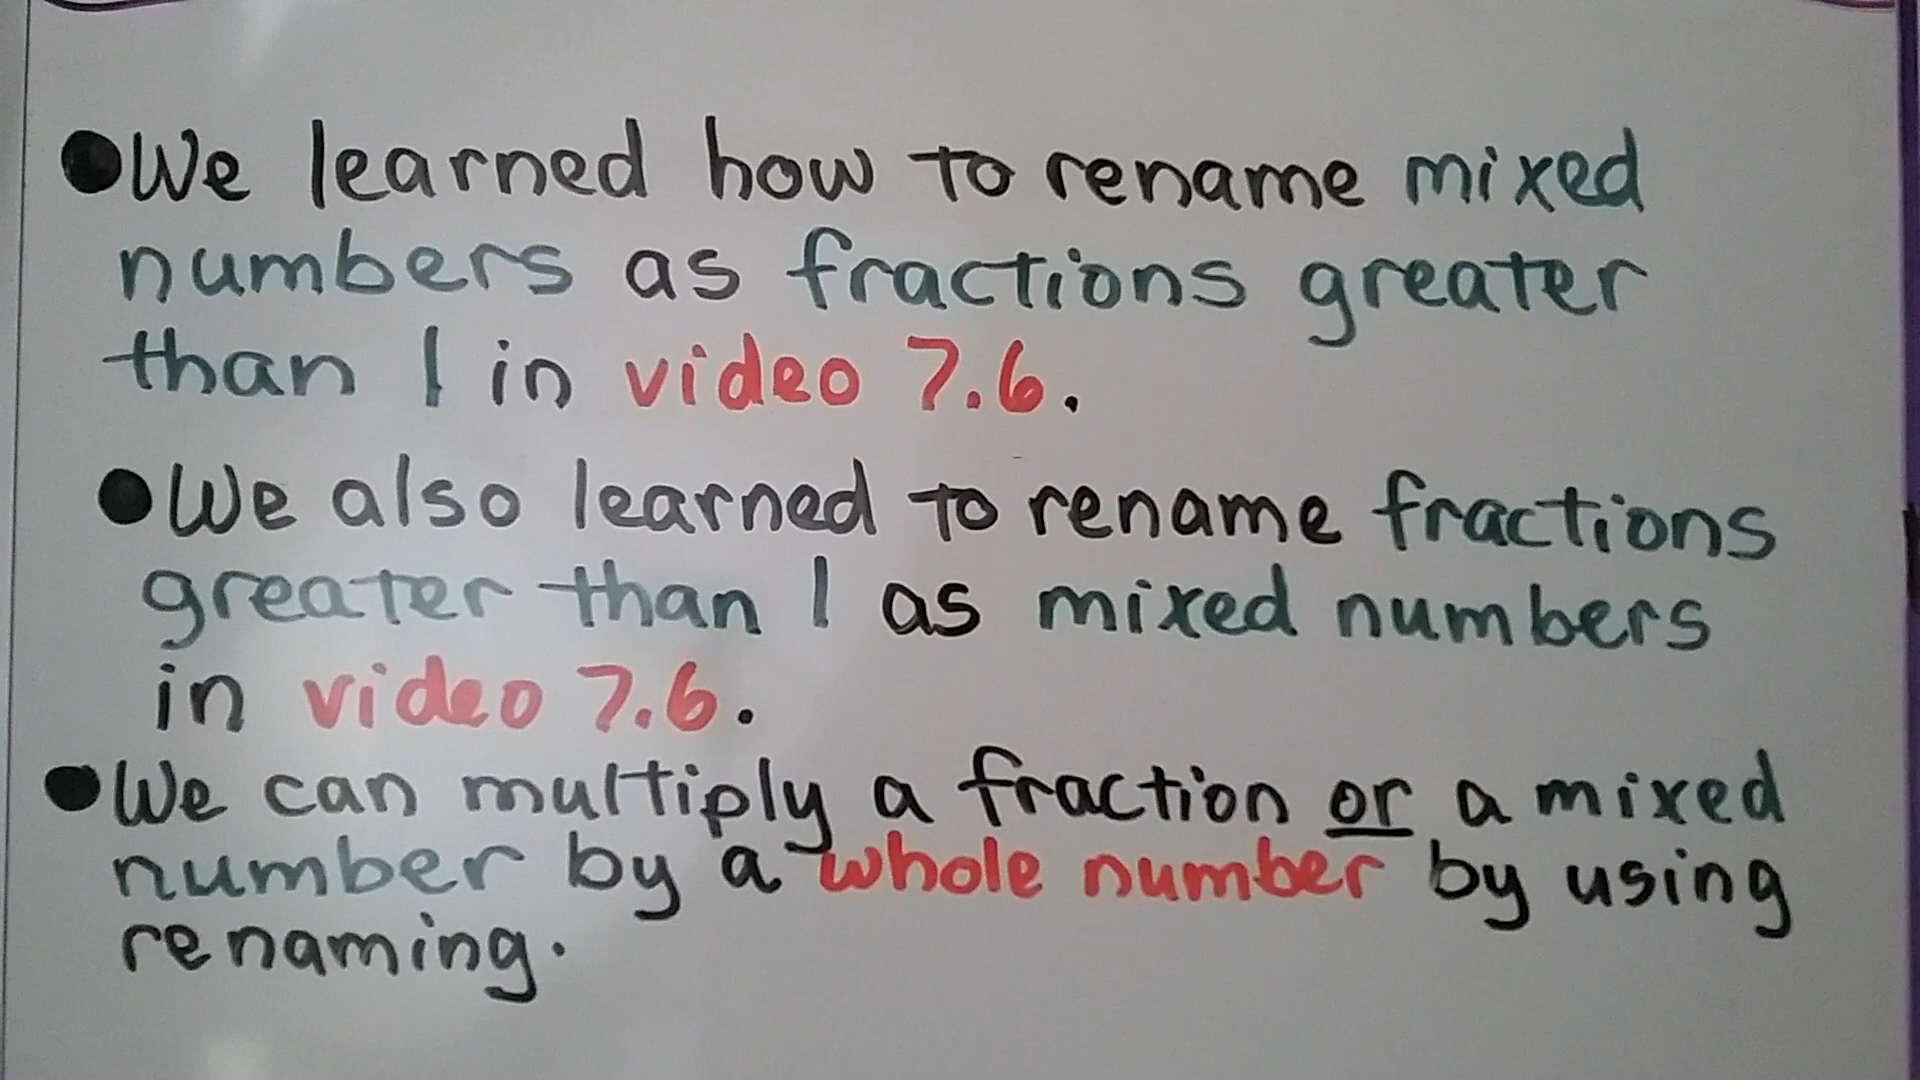 ●We learned how to rename mixed
numbers as fractions greater
than 1 in video 7.6.
●We also learned to rename fractions
greater than 1 as mixed numbers
in video 7.6.
●We can multiply a fraction or a mixed
number by a whole number by using
renaming.